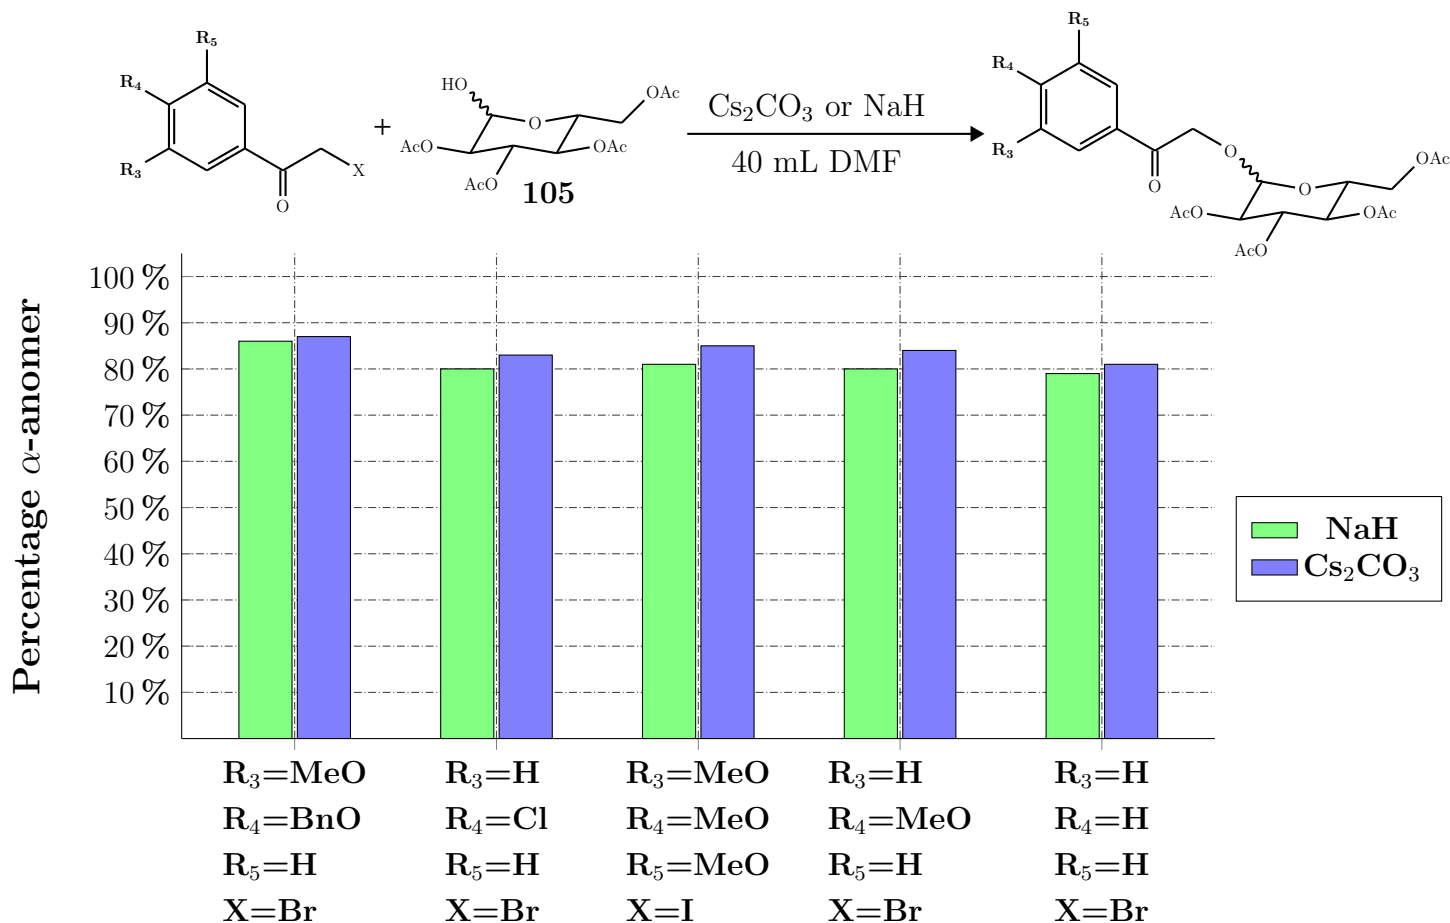 R₅
R₄
R₃
O
X
+
HO
O
OAc
AcO
OAc
AcO
105
Cs₂CO₃ or NaH
40 mL DMF
R₅
R₄
R₃
O
O
O
OAc
AcO
OAc
AcO
Percentage α-anomer
100 %
90 %
80 %
70 %
60 %
50 %
40 %
30 %
20 %
10 %
NaH
Cs₂CO₃
R₃=MeO
R₄=BnO
R₅=H
X=Br
R₃=H
R₄=Cl
R₅=H
X=Br
R₃=MeO
R₄=MeO
R₅=MeO
X=I
R₃=H
R₄=MeO
R₅=H
X=Br
R₃=H
R₄=H
R₅=H
X=Br